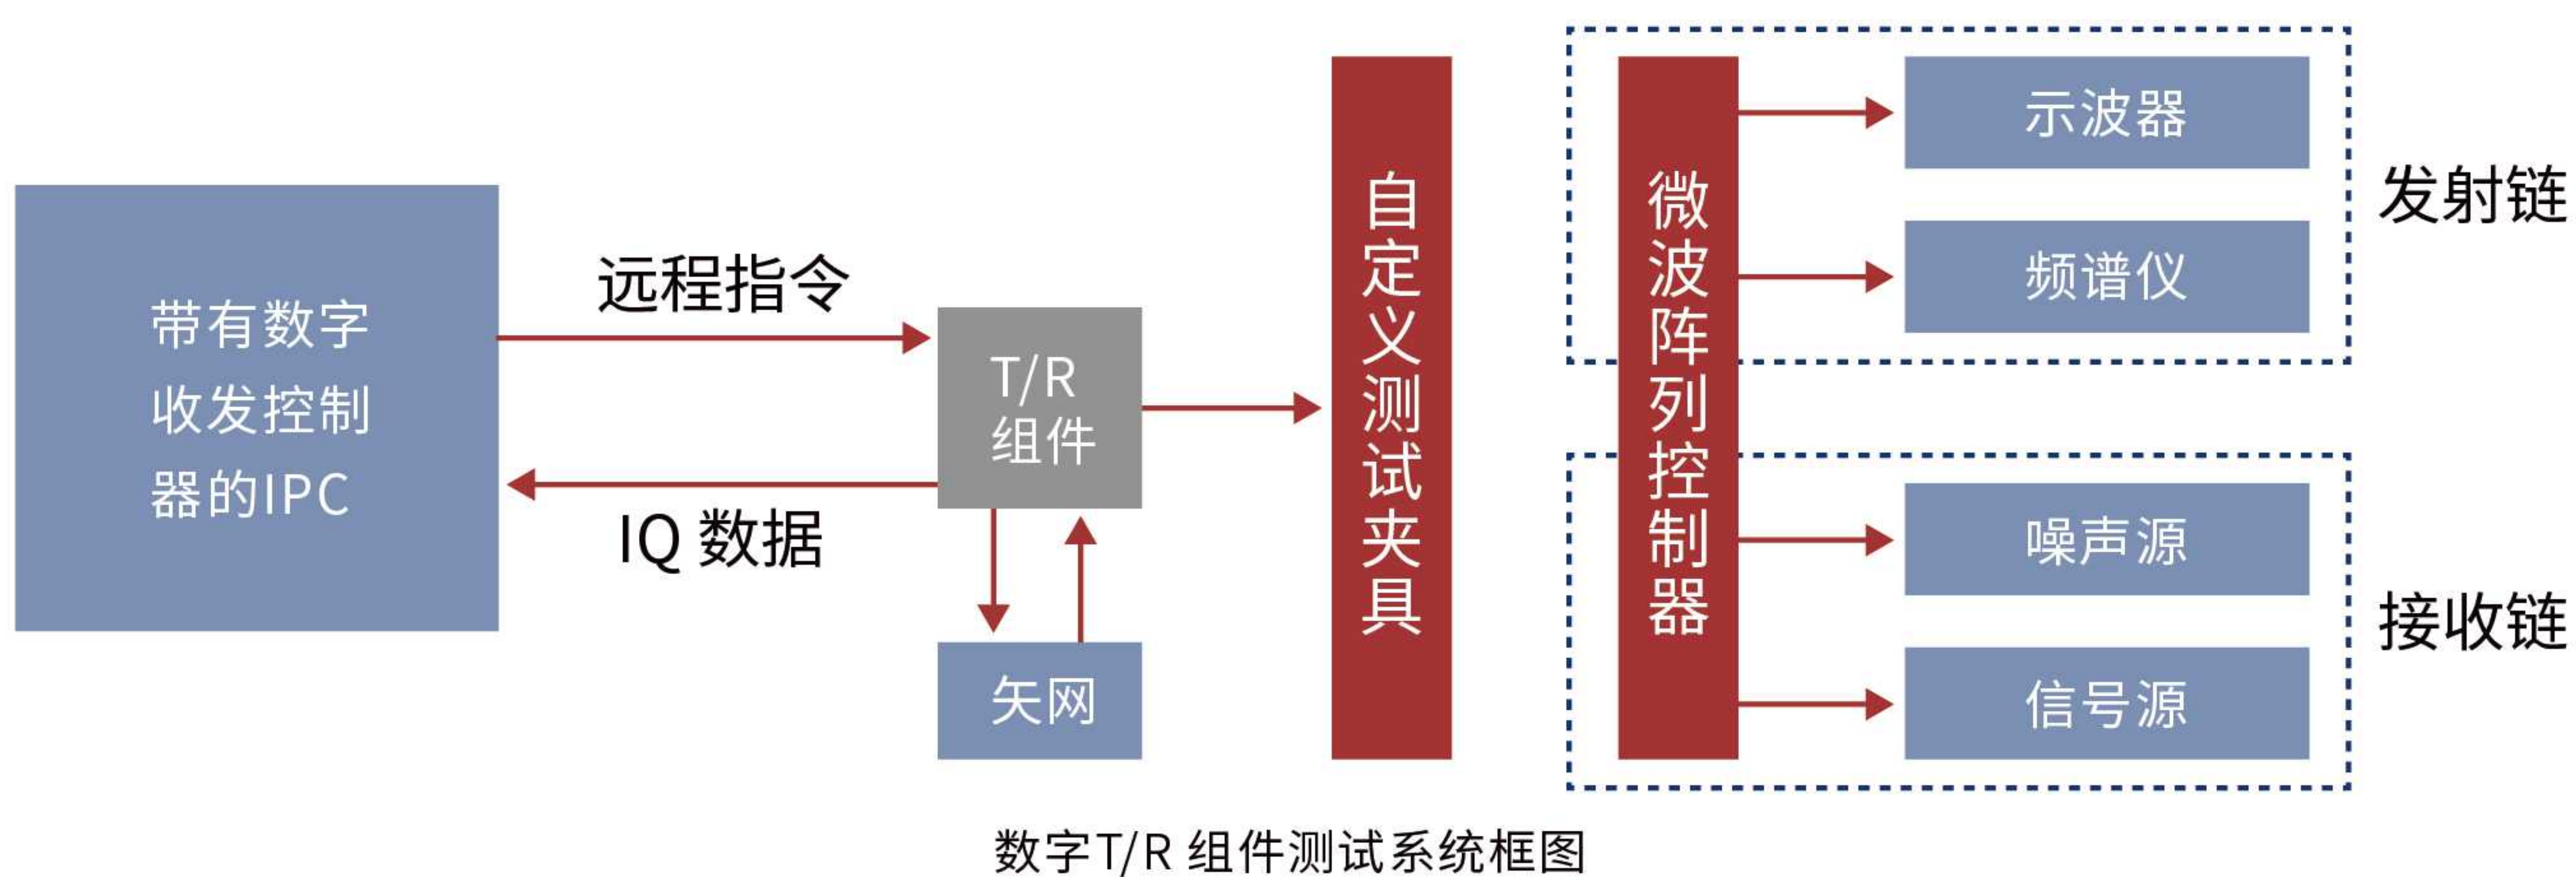 带有数字
收发控制
器的IPC
远程指令
IQ 数据
T/R
组件
矢网
自定义测试夹具
微波阵列控制器
示波器
频谱仪
发射链
噪声源
信号源
接收链
数字T/R 组件测试系统框图